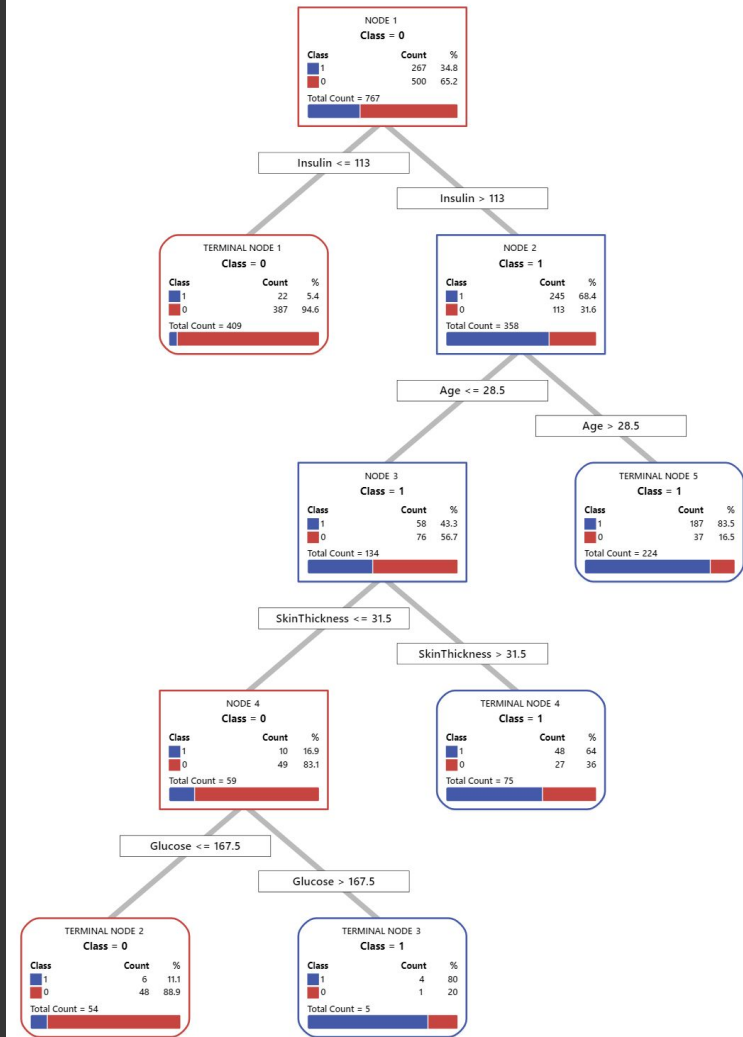 NODE 1
Class = 0
Class Count %
1 267 34.8
0 500 65.2
Total Count = 767
Insulin <= 113
Insulin > 113
TERMINAL NODE 1
Class = 0
Class Count %
1 22 5.4
0 387 94.6
Total Count = 409
NODE 2
Class = 1
Class Count %
1 245 68.4
0 113 31.6
Total Count = 358
Age <= 28.5
Age > 28.5
NODE 3
Class = 1
Class Count %
1 58 43.3
0 76 56.7
Total Count = 134
TERMINAL NODE 5
Class = 1
Class Count %
1 187 83.5
0 37 16.5
Total Count = 224
SkinThickness <= 31.5
SkinThickness > 31.5
NODE 4
Class = 0
Class Count %
1 10 16.9
0 49 83.1
Total Count = 59
TERMINAL NODE 4
Class = 1
Class Count %
1 48 64
0 27 36
Total Count = 75
Glucose <= 167.5
Glucose > 167.5
TERMINAL NODE 2
Class = 0
Class Count %
1 6 11.1
0 48 88.9
Total Count = 54
TERMINAL NODE 3
Class = 1
Class Count %
1 4 80
0 1 20
Total Count = 5